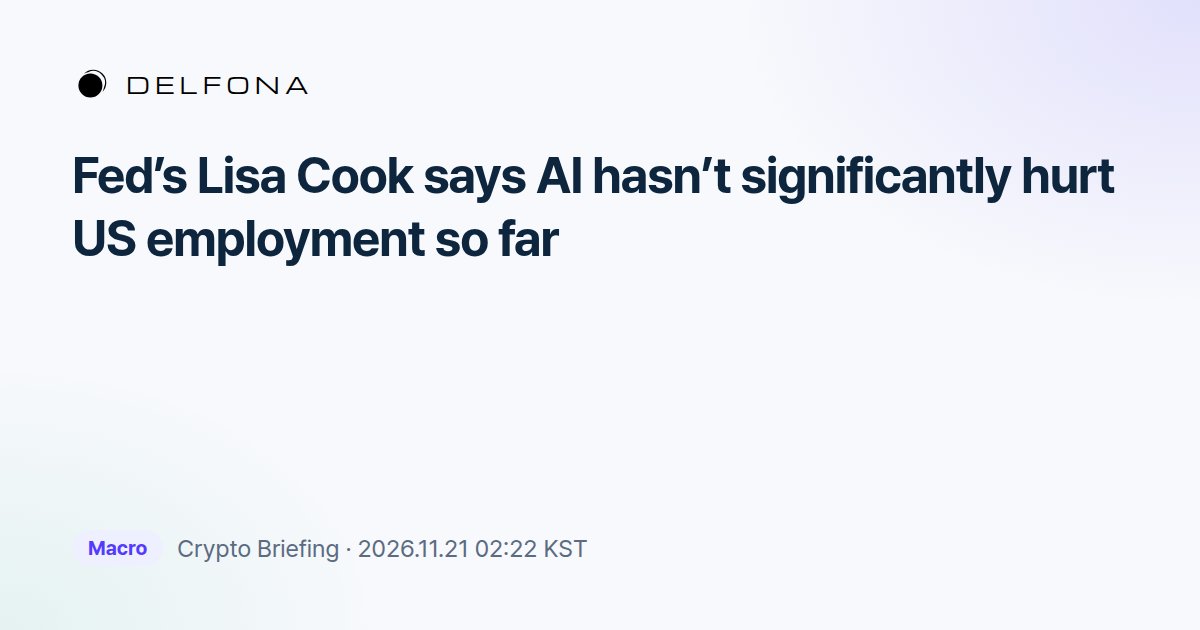 DELFONA
Fed’s Lisa Cook says AI hasn’t significantly hurt
US employment so far
Macro Crypto Briefing · 2026.11.21 02:22 KST